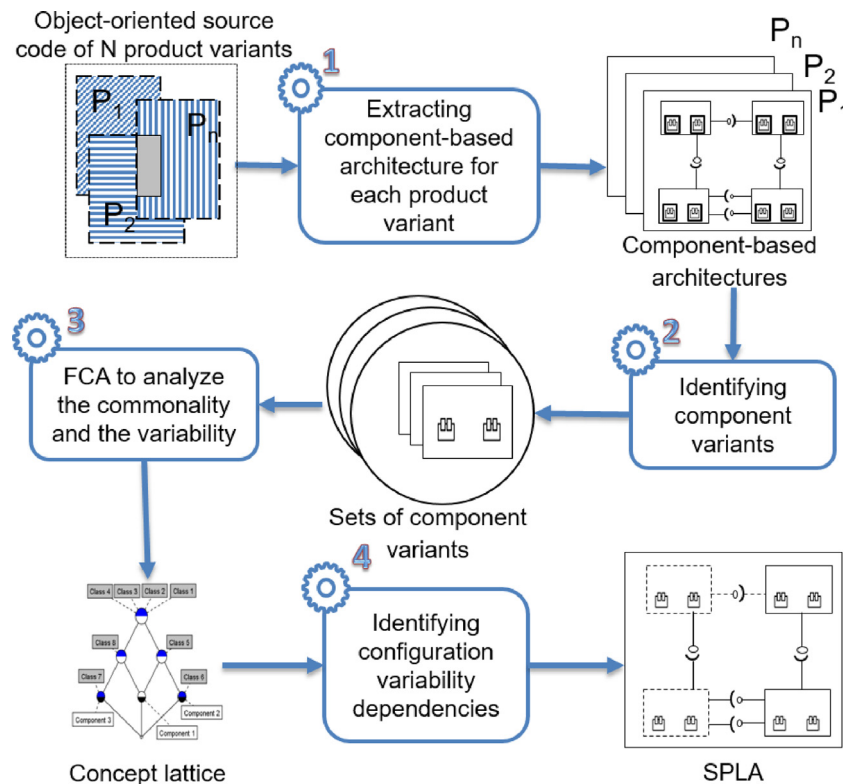 Object-oriented source
code of N product variants
P1
Pn
P2
1
Extracting
component-based
architecture for
each product
variant
Pn
P2
P1
Component-based
architectures
2
Identifying
component
variants
Sets of component
variants
3
FCA to analyze
the commonality
and the variability
Class 4 Class 3 Class 2 Class 1
Class 8 Class 5
Class 7 Class 6
Component 3 Component 2
Component 1
Concept lattice
4
Identifying
configuration
variability
dependencies
SPLA